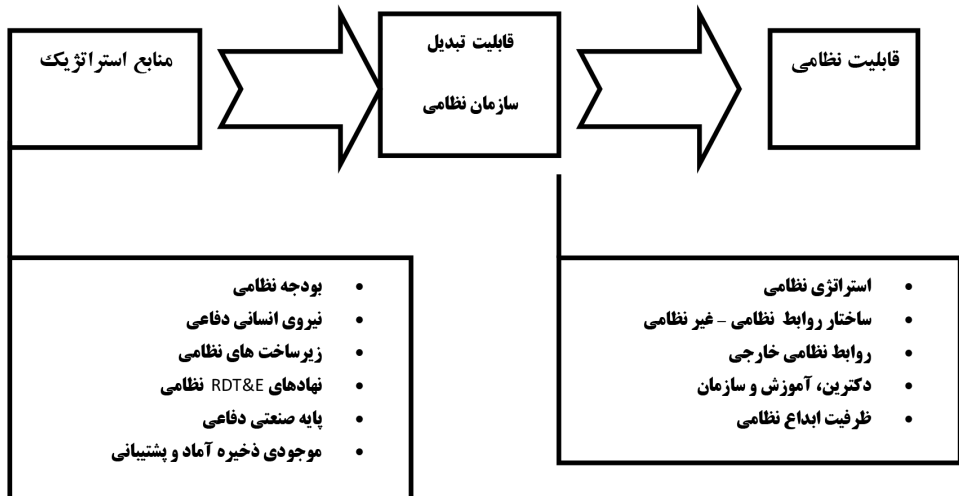 منابع استراتژیک
قابلیت تبدیل
سازمان نظامی
قابلیت نظامی
• بودجه نظامی
• نیروی انسانی دفاعی
• زیرساخت های نظامی
• نهادهای RDT&E نظامی
• پایه صنعتی دفاعی
• موجودی ذخیره آماد و پشتیبانی
• استراتژی نظامی
• ساختار روابط نظامی – غیر نظامی
• روابط نظامی خارجی
• دکترین، آموزش و سازمان
• ظرفیت ابداع نظامی